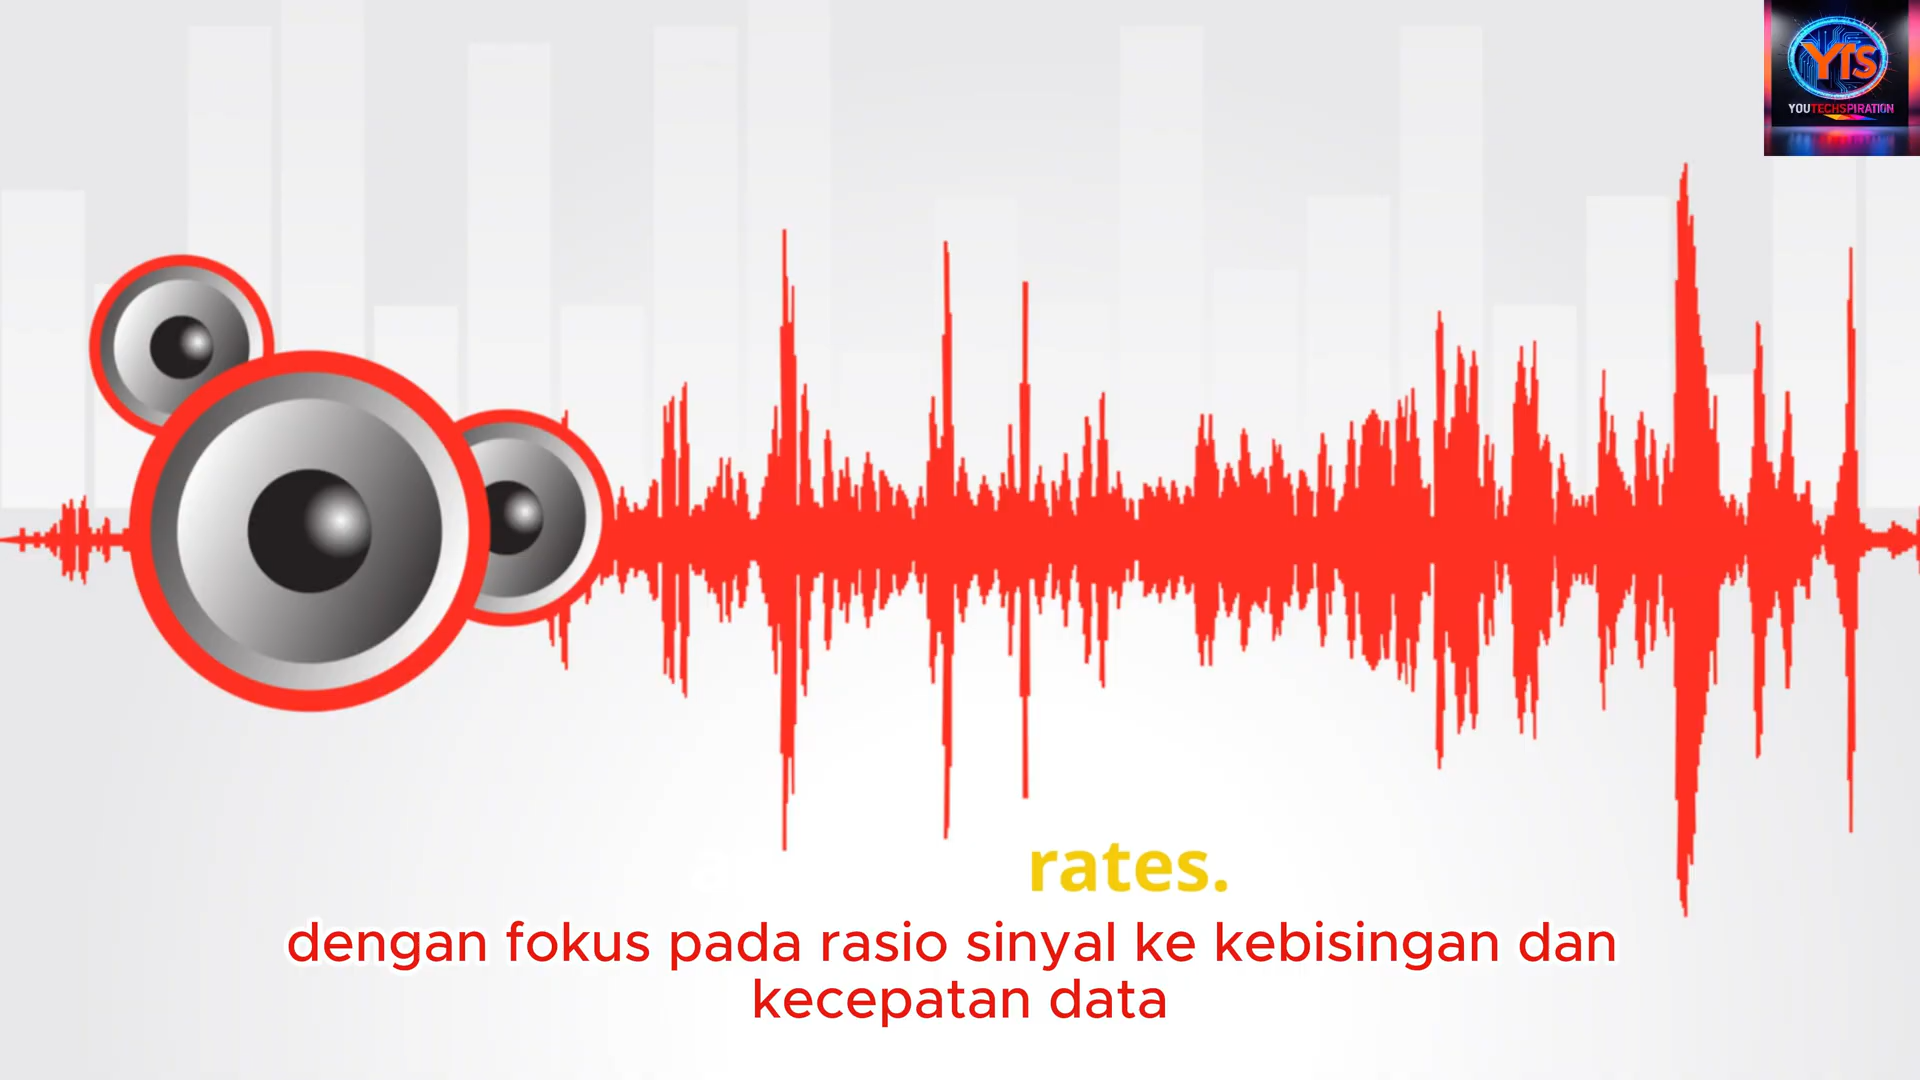 YTS
YOUTECHSPIRATION
rates.
dengan fokus pada rasio sinyal ke kebisingan dan
kecepatan data